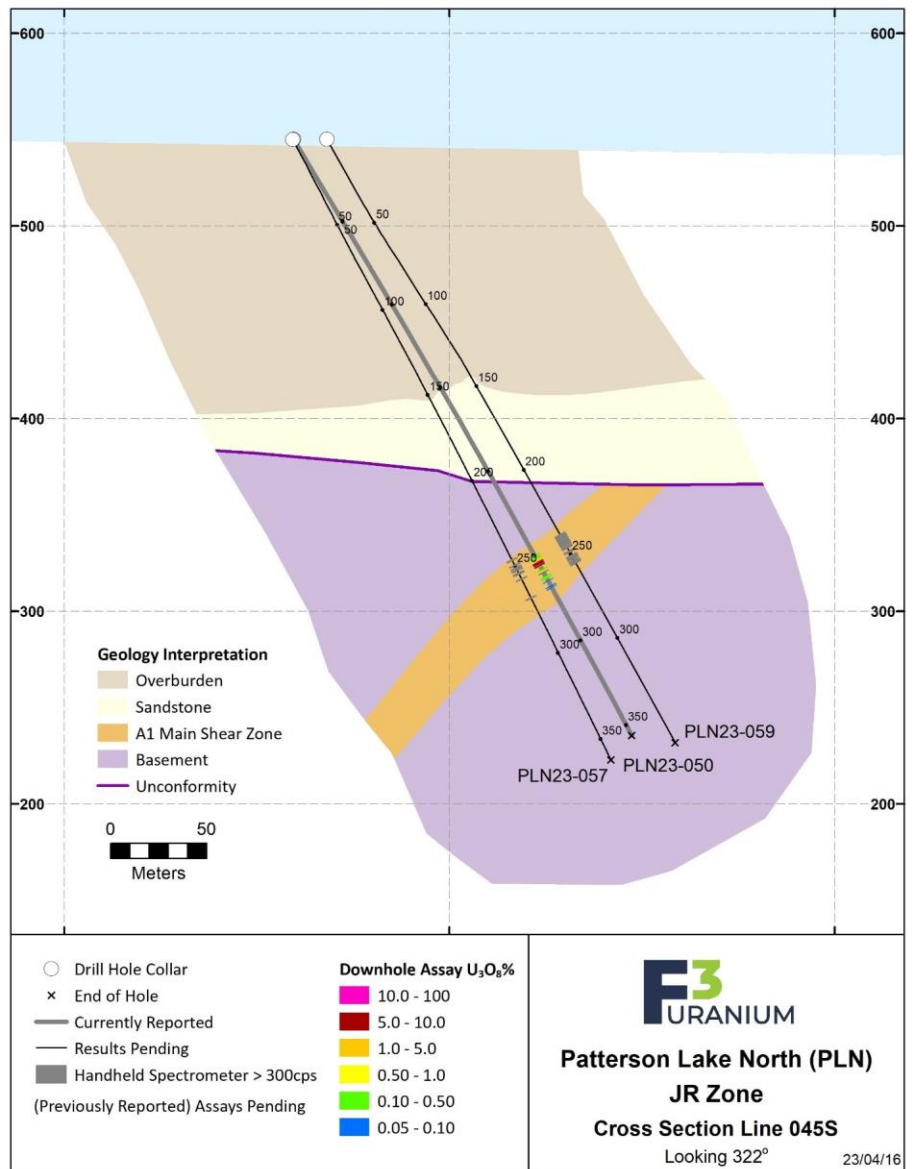 600 600
50
50
50
500 500
100
100
150
150
400 400
200
200
250
250
300 300
300
300
300
350
350
PLN23-059
PLN23-057 PLN23-050
200 200
Geology Interpretation
Overburden
Sandstone
A1 Main Shear Zone
Basement
Unconformity
0 50
Meters
Drill Hole Collar
End of Hole
Currently Reported
Results Pending
Handheld Spectrometer > 300cps
(Previously Reported) Assays Pending
Downhole Assay U₃O₈%
10.0 - 100
5.0 - 10.0
1.0 - 5.0
0.50 - 1.0
0.10 - 0.50
0.05 - 0.10
F3
URANIUM
Patterson Lake North (PLN)
JR Zone
Cross Section Line 045S
Looking 322°
23/04/16